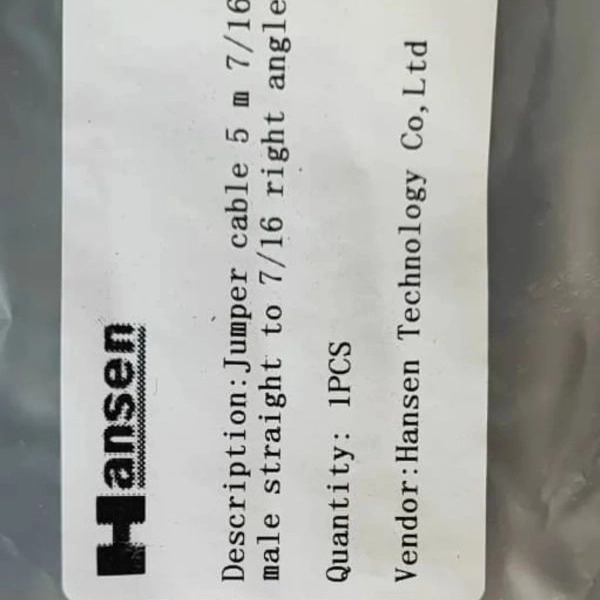 Hansen
Description:Jumper cable 5 m 7/16
male straight to 7/16 right angle
Quantity: 1PCS
Vendor:Hansen Technology Co,Ltd